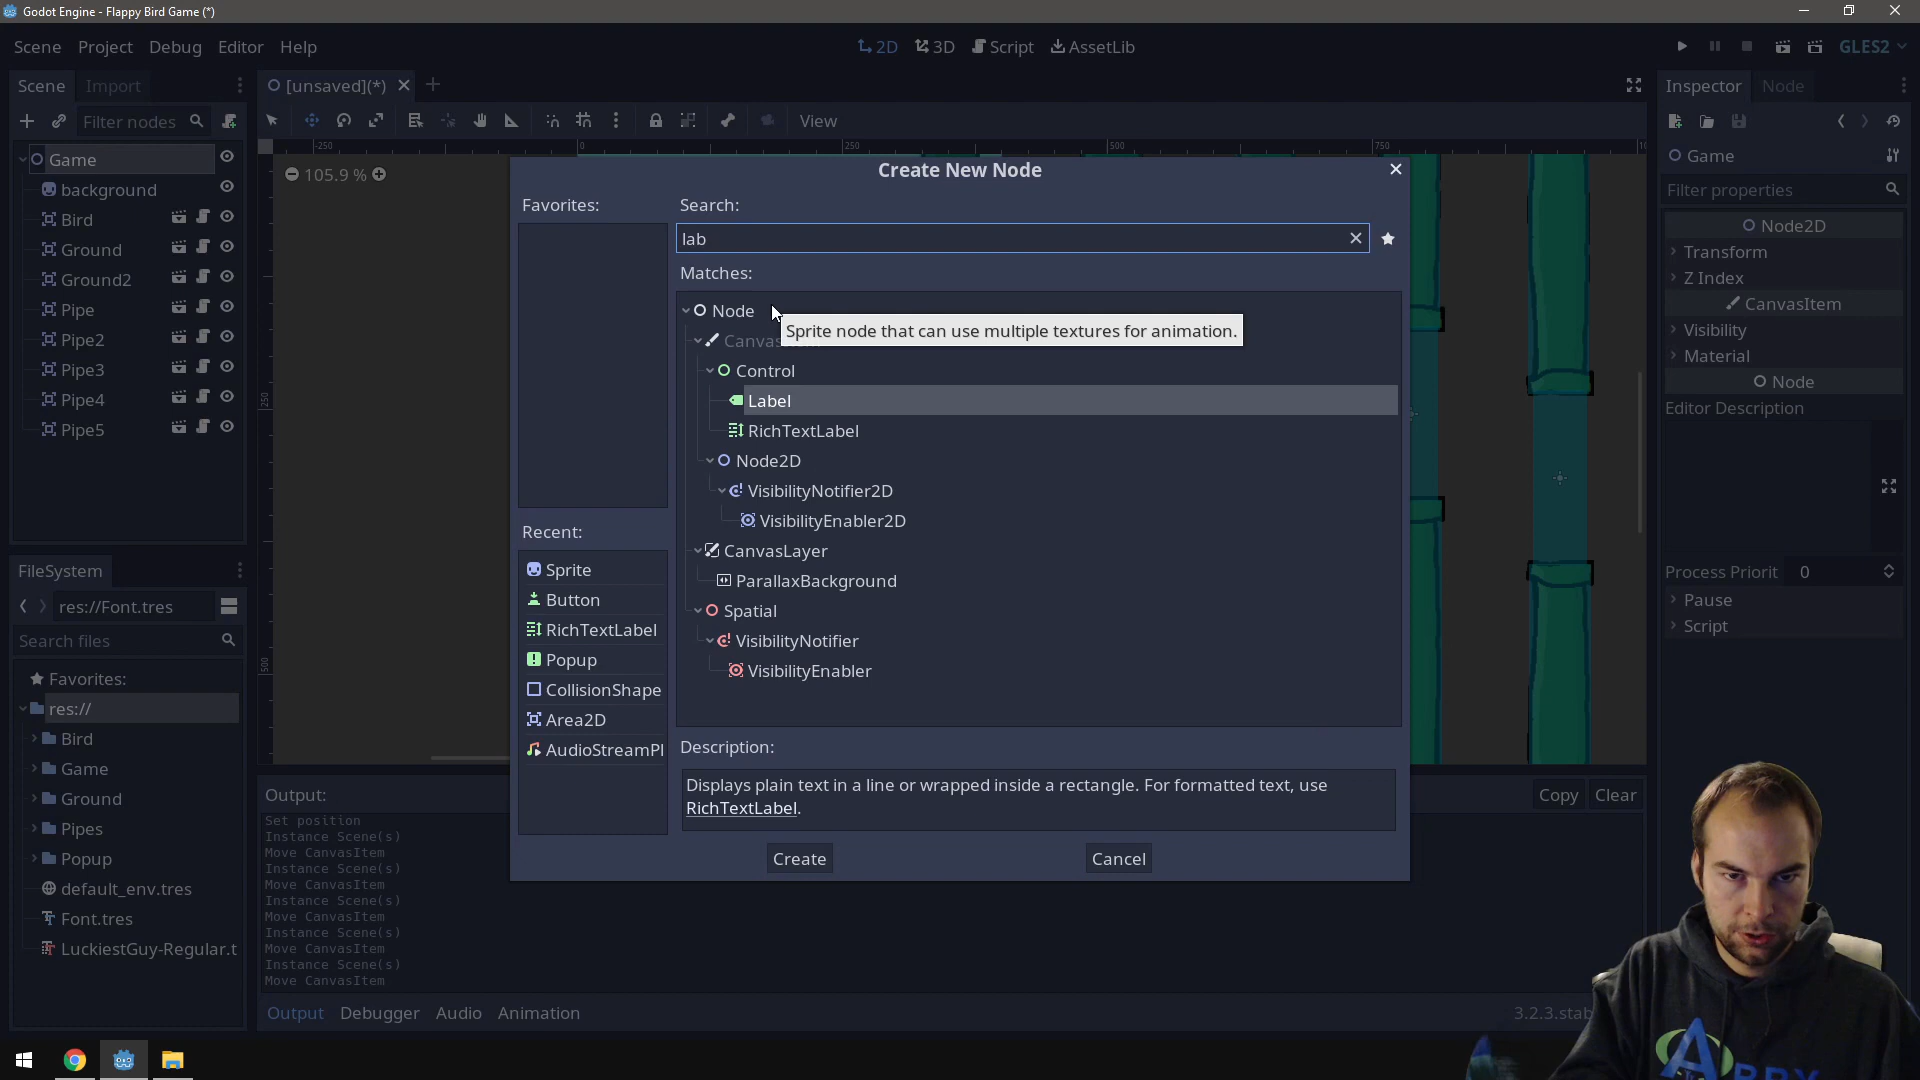 Godot Engine - Flappy Bird Game (*)
Scene Project Debug Editor Help
2D 3D Script AssetLib
GLES2
Scene Import
[unsaved](*)
Inspector Node
Filter nodes
View
Game
background
Bird
Ground
Ground2
Pipe
Pipe2
Pipe3
Pipe4
Pipe5
-250 0 250 500 750
105.9 %
250
500
Create New Node
Favorites:
Search:
lab
Matches:
Node
Sprite node that can use multiple textures for animation.
Control
Label
RichTextLabel
Node2D
VisibilityNotifier2D
VisibilityEnabler2D
CanvasLayer
ParallaxBackground
Spatial
VisibilityNotifier
VisibilityEnabler
Recent:
Sprite
Button
RichTextLabel
Popup
CollisionShape
Area2D
AudioStreamPl
Description:
Displays plain text in a line or wrapped inside a rectangle. For formatted text, use
RichTextLabel.
Create Cancel
Game
Filter properties
Node2D
Transform
Z Index
CanvasItem
Visibility
Material
Node
Editor Description
Process Priorit 0
Pause
Script
FileSystem
res://Font.tres
Search files
Favorites:
res://
Bird
Game
Ground
Pipes
Popup
default_env.tres
Font.tres
LuckiestGuy-Regular.t
Output:
Copy Clear
Set position
Instance Scene(s)
Move CanvasItem
Instance Scene(s)
Move CanvasItem
Instance Scene(s)
Move CanvasItem
Instance Scene(s)
Move CanvasItem
Instance Scene(s)
Move CanvasItem
Output Debugger Audio Animation
3.2.3.stab